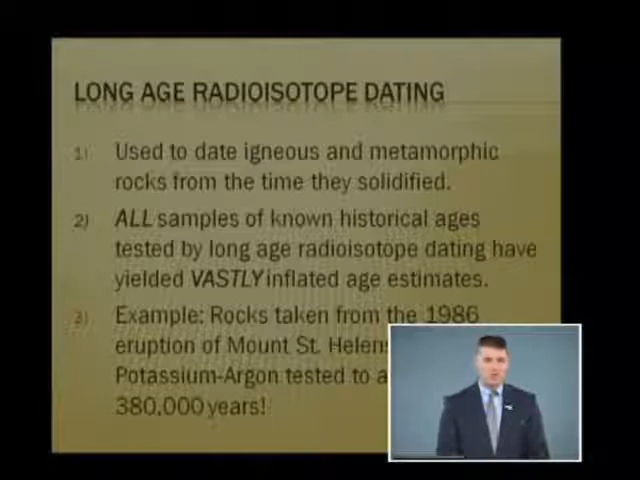 LONG AGE RADIOISOTOPE DATING
1) Used to date igneous and metamorphic
rocks from the time they solidified.
2) ALL samples of known historical ages
tested by long age radioisotope dating have
yielded VASTLY inflated age estimates.
3) Example: Rocks taken from the 1986
eruption of Mount St. Helens
Potassium-Argon tested to a
380,000 years!